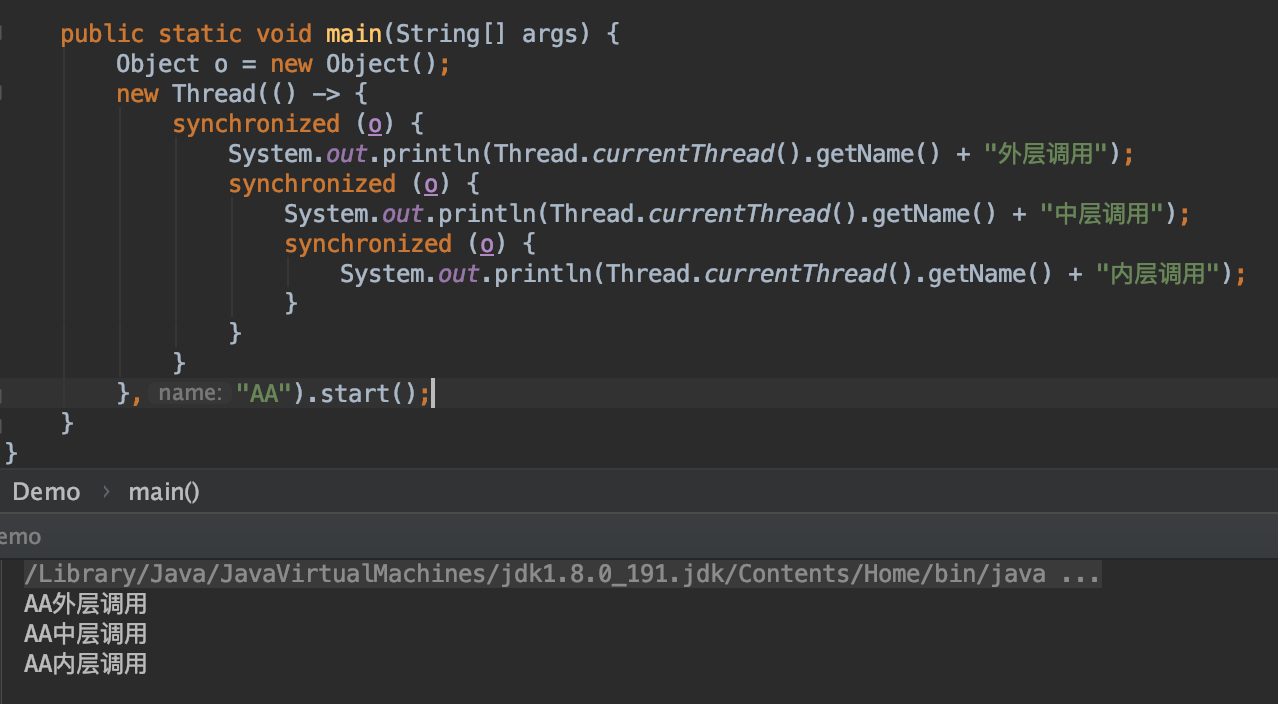 public static void main(String[] args) {
Object o = new Object();
new Thread(() -> {
synchronized (o) {
System.out.println(Thread.currentThread().getName() + "外层调用");
synchronized (o) {
System.out.println(Thread.currentThread().getName() + "中层调用");
synchronized (o) {
System.out.println(Thread.currentThread().getName() + "内层调用");
}
}
}
}, name: "AA").start();
}
}
Demo › main()
emo
/Library/Java/JavaVirtualMachines/jdk1.8.0_191.jdk/Contents/Home/bin/java ...
AA外层调用
AA中层调用
AA内层调用